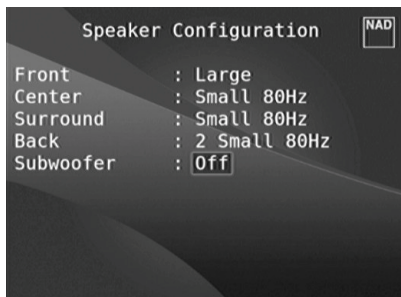 Speaker Configuration
NAD
Front : Large
Center : Small 80Hz
Surround : Small 80Hz
Back : 2 Small 80Hz
Subwoofer : Off